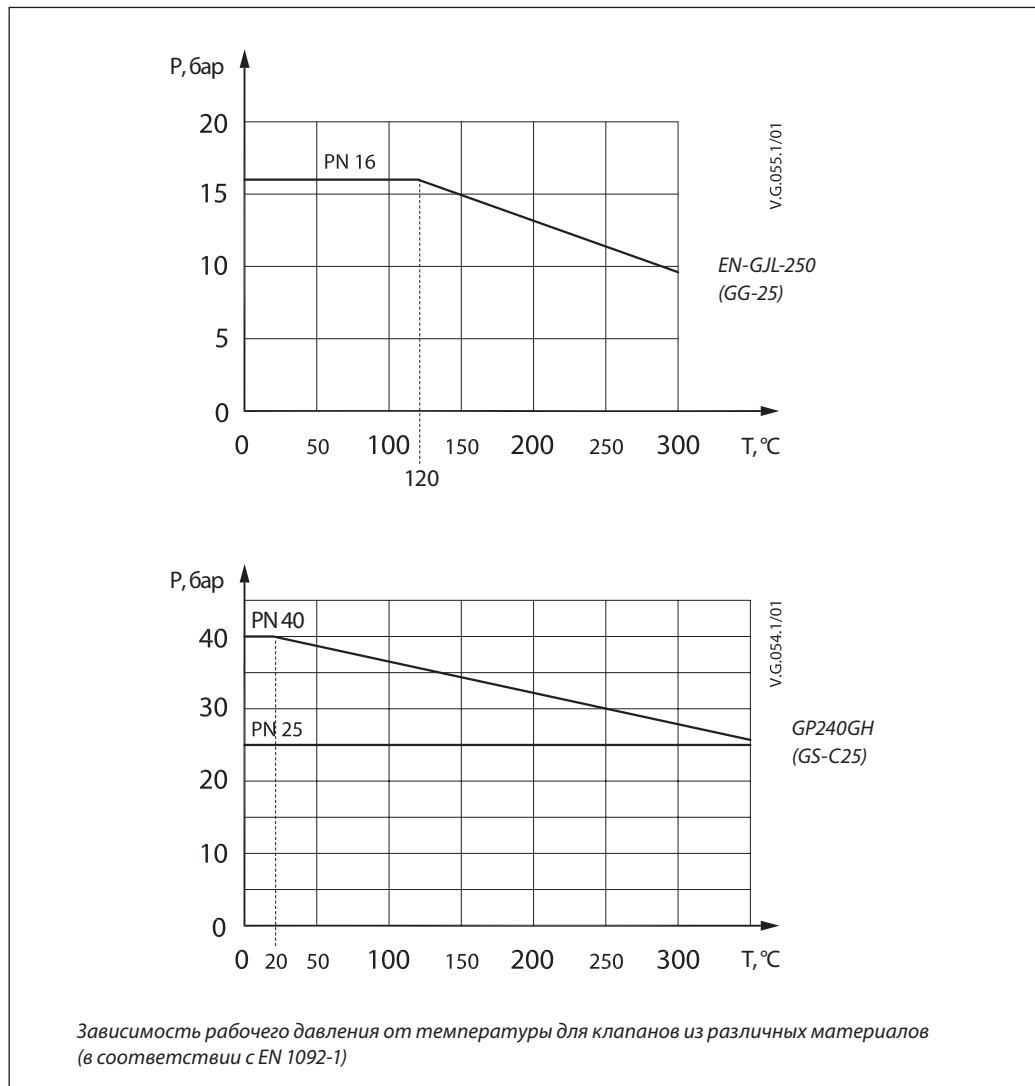 P, бар
20
PN 16
15
10
5
0
0 50 100 150 200 250 300 T, °C
120
V.G.055.1/01
EN-GJL-250
(GG-25)
P, бар
PN 40
40
30
PN 25
20
10
0
0 20 50 100 150 200 250 300 T, °C
V.G.054.1/01
GP240GH
(GS-C25)
Зависимость рабочего давления от температуры для клапанов из различных материалов
(в соответствии с EN 1092-1)